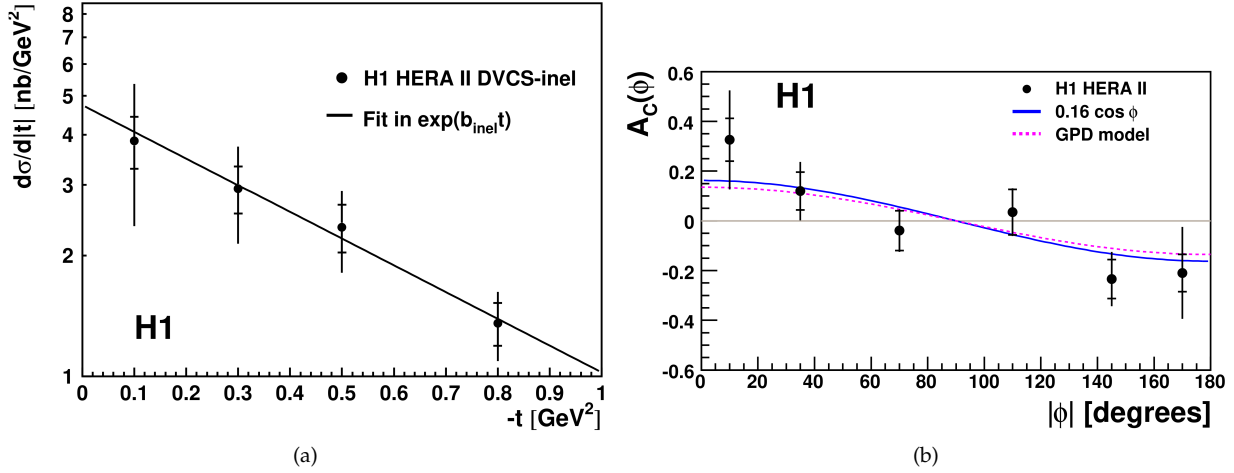 dσ/d|t| [nb/GeV²]
8
7
6
5
4
3
2
1
H1 HERA II DVCS-inel
Fit in exp(b_inel t)
H1
0 0.1 0.2 0.3 0.4 0.5 0.6 0.7 0.8 0.9 1
-t [GeV²]
(a)
A_C(ϕ)
0.6
0.4
0.2
0
-0.2
-0.4
-0.6
H1
H1 HERA II
0.16 cos ϕ
GPD model
0 20 40 60 80 100 120 140 160 180
|ϕ| [degrees]
(b)